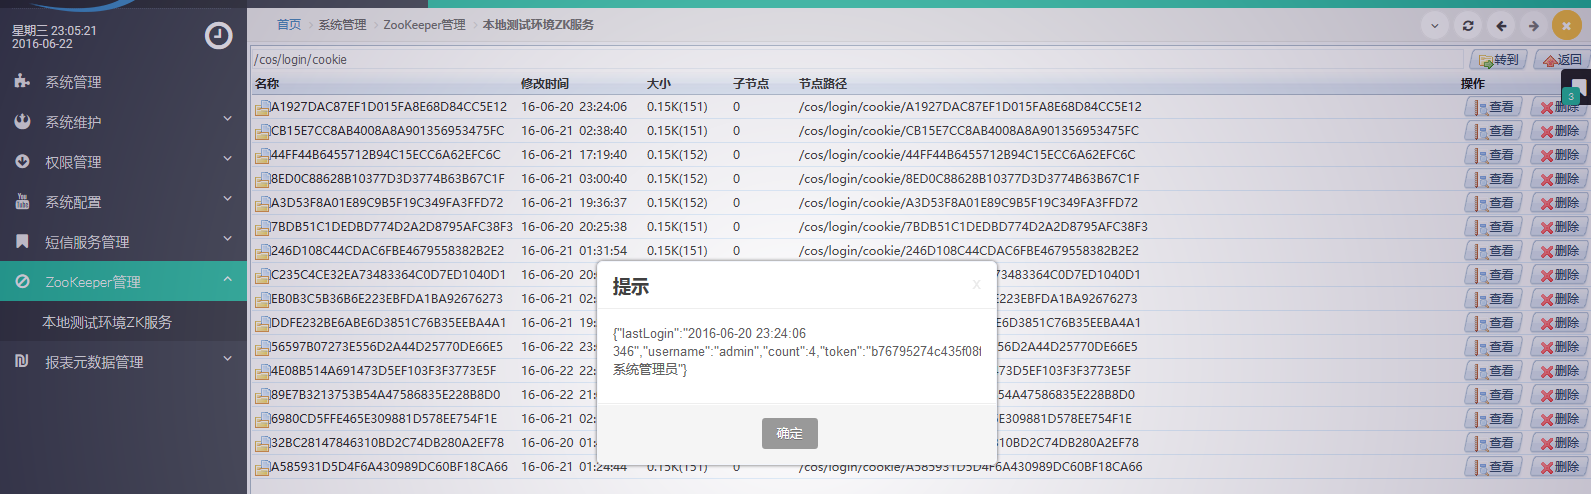 星期三 23:05:21
2016-06-22
系统管理
系统维护
权限管理
系统配置
短信服务管理
ZooKeeper管理
本地测试环境ZK服务
报表元数据管理
首页 系统管理 ZooKeeper管理 本地测试环境ZK服务
/cos/login/cookie 转到 返回
3
名称 修改时间 大小 子节点 节点路径 操作
A1927DAC87EF1D015FA8E68D84CC5E12 16-06-20 23:24:06 0.15K(151) 0 /cos/login/cookie/A1927DAC87EF1D015FA8E68D84CC5E12 查看 删除
CB15E7CC8AB4008A8A901356953475FC 16-06-21 02:38:40 0.15K(151) 0 /cos/login/cookie/CB15E7CC8AB4008A8A901356953475FC 查看 删除
44FF44B6455712B94C15ECC6A62EFC6C 16-06-21 17:19:40 0.15K(152) 0 /cos/login/cookie/44FF44B6455712B94C15ECC6A62EFC6C 查看 删除
8ED0C88628B10377D3D3774B63B67C1F 16-06-21 03:00:40 0.15K(152) 0 /cos/login/cookie/8ED0C88628B10377D3D3774B63B67C1F 查看 删除
A3D53F8A01E89C9B5F19C349FA3FFD72 16-06-21 19:36:37 0.15K(152) 0 /cos/login/cookie/A3D53F8A01E89C9B5F19C349FA3FFD72 查看 删除
7BDB51C1DEDBD774D2A2D8795AFC38F3 16-06-20 20:25:38 0.15K(151) 0 /cos/login/cookie/7BDB51C1DEDBD774D2A2D8795AFC38F3 查看 删除
246D108C44CDAC6FBE4679558382B2E2 16-06-21 01:31:54 0.15K(151) 0 /cos/login/cookie/246D108C44CDAC6FBE4679558382B2E2 查看 删除
C235C4CE32EA73483364C0D7ED1040D1 16-06-20 20: 73483364C0D7ED1040D1 查看 删除
EB0B3C5B36B6E223EBFDA1BA92676273 16-06-21 02: E223EBFDA1BA92676273 查看 删除
DDFE232BE6ABE6D3851C76B35EEBA4A1 16-06-21 19: E6D3851C76B35EEBA4A1 查看 删除
56597B07273E556D2A44D25770DE66E5 16-06-22 23: 56D2A44D25770DE66E5 查看 删除
4E08B514A691473D5EF103F3F3773E5F 16-06-22 22: 73D5EF103F3F3773E5F 查看 删除
89E7B3213753B54A47586835E228B8D0 16-06-22 21: 54A47586835E228B8D0 查看 删除
6980CD5FFE465E309881D578EE754F1E 16-06-21 02: E309881D578EE754F1E 查看 删除
32BC28147846310BD2C74DB280A2EF78 16-06-20 01: 10BD2C74DB280A2EF78 查看 删除
A585931D5D4F6A430989DC60BF18CA66 16-06-21 01:24:44 0.15K(151) 0 /cos/login/cookie/A585931D5D4F6A430989DC60BF18CA66 查看 删除
提示 x
{"lastLogin":"2016-06-20 23:24:06
346","username":"admin","count":4,"token":"b76795274c435f08f
系统管理员"}
确定